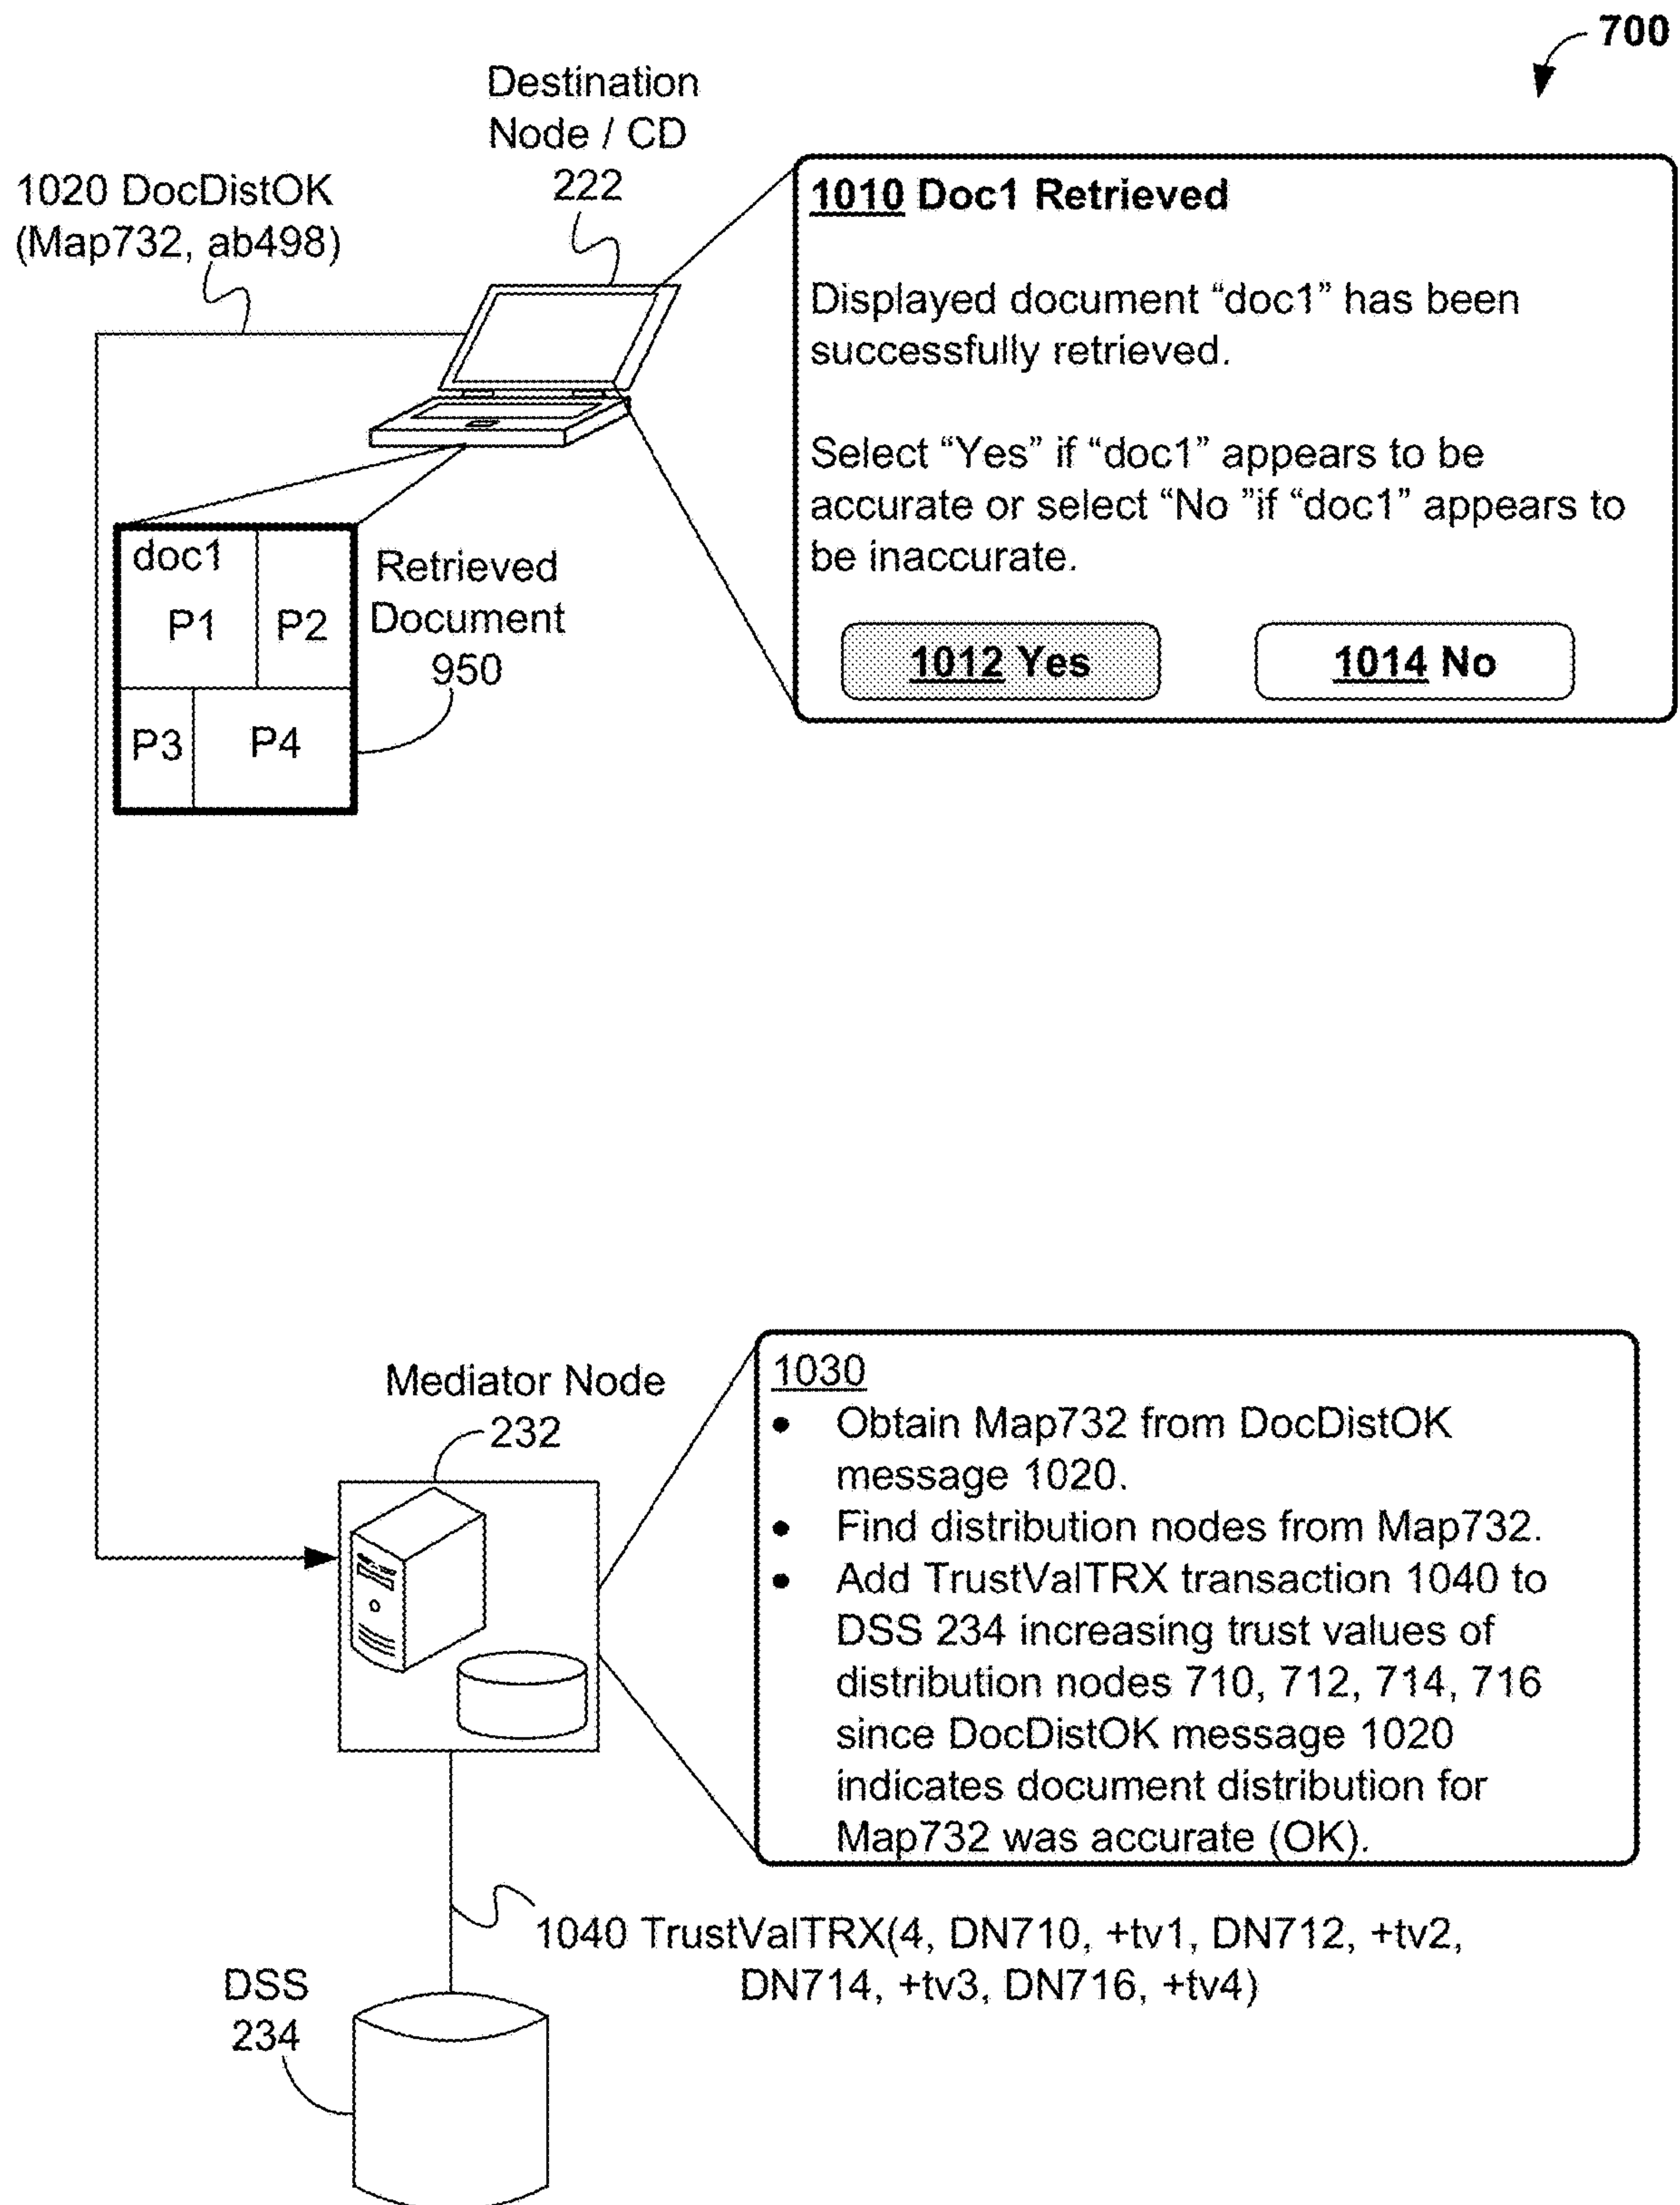 700
Destination
Node / CD
222
1020 DocDistOK
(Map732, ab498)
1010 Doc1 Retrieved
Displayed document “doc1” has been
successfully retrieved.
Select “Yes” if “doc1” appears to be
accurate or select “No ”if “doc1” appears to
be inaccurate.
1012 Yes
1014 No
doc1
P1
P2
P3
P4
Retrieved
Document
950
Mediator Node
232
1030
• Obtain Map732 from DocDistOK
message 1020.
• Find distribution nodes from Map732.
• Add TrustValTRX transaction 1040 to
DSS 234 increasing trust values of
distribution nodes 710, 712, 714, 716
since DocDistOK message 1020
indicates document distribution for
Map732 was accurate (OK).
1040 TrustValTRX(4, DN710, +tv1, DN712, +tv2,
DN714, +tv3, DN716, +tv4)
DSS
234